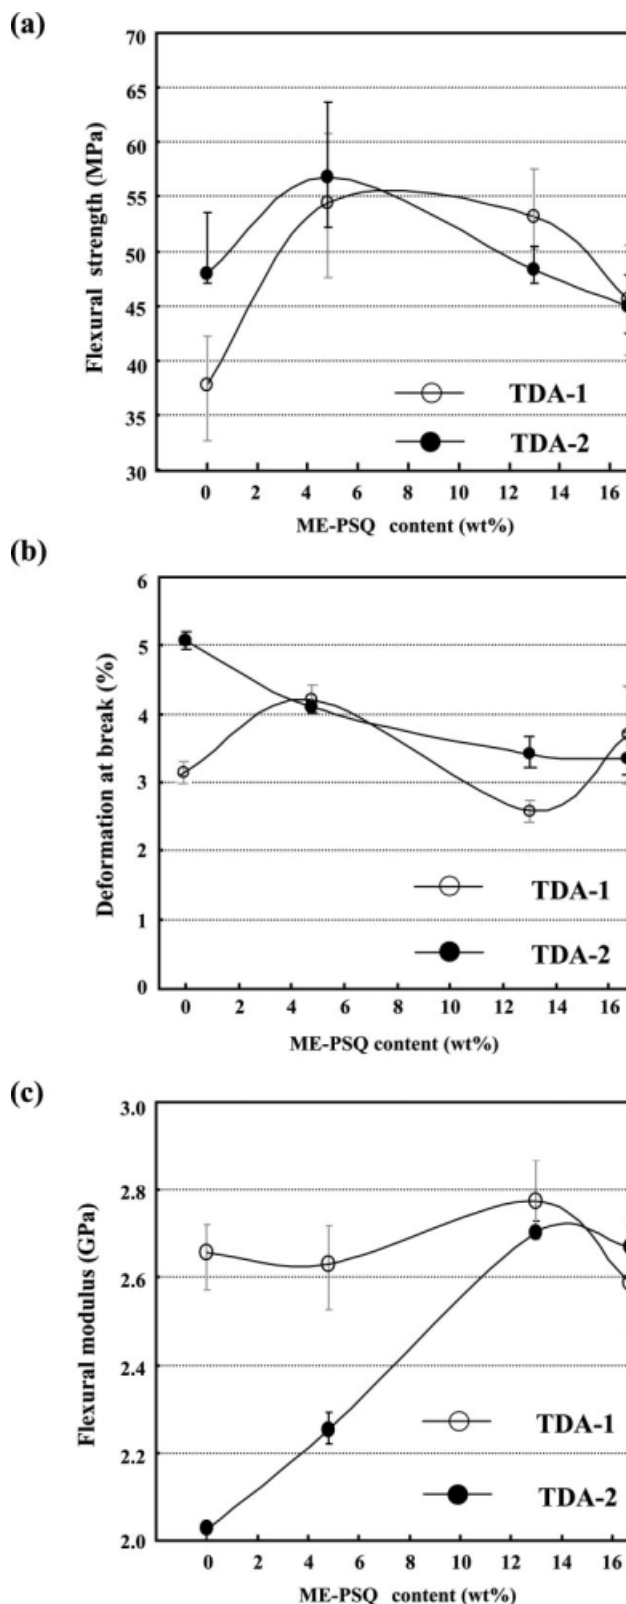 (a)
70
65
60
55
50
45
40
35
30
Flexural strength (MPa)
TDA-1
TDA-2
0 2 4 6 8 10 12 14 16
ME-PSQ content (wt%)
(b)
6
5
4
3
2
1
0
Deformation at break (%)
TDA-1
TDA-2
0 2 4 6 8 10 12 14 16
ME-PSQ content (wt%)
(c)
3.0
2.8
2.6
2.4
2.2
2.0
Flexural modulus (GPa)
TDA-1
TDA-2
0 2 4 6 8 10 12 14 16
ME-PSQ content (wt%)